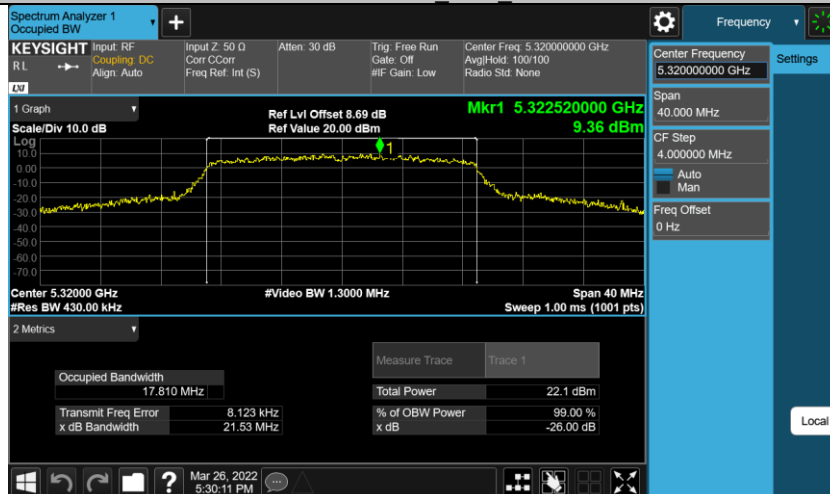 Spectrum Analyzer 1
Occupied BW
Frequency
KEYSIGHT
R L
LXI
Input: RF
Coupling: DC
Align: Auto
Input Z: 50 Ω
Corr CCorr
Freq Ref: Int (S)
Atten: 30 dB
Trig: Free Run
Gate: Off
#IF Gain: Low
Center Freq: 5.320000000 GHz
Avg|Hold: 100/100
Radio Std: None
Center Frequency
5.320000000 GHz
Settings
Span
40.000 MHz
CF Step
4.000000 MHz
Auto
Man
Freq Offset
0 Hz
Local
1 Graph
Scale/Div 10.0 dB
Ref Lvl Offset 8.69 dB
Ref Value 20.00 dBm
Mkr1 5.322520000 GHz
9.36 dBm
Log
10.0
0.00
-10.0
-20.0
-30.0
-40.0
-50.0
-60.0
-70.0
1
Center 5.32000 GHz
#Res BW 430.00 kHz
#Video BW 1.3000 MHz
Span 40 MHz
Sweep 1.00 ms (1001 pts)
2 Metrics
Measure Trace Trace 1
Occupied Bandwidth
17.810 MHz
Total Power 22.1 dBm
Transmit Freq Error 8.123 kHz
% of OBW Power 99.00 %
x dB Bandwidth 21.53 MHz
x dB -26.00 dB
Mar 26, 2022
5:30:11 PM